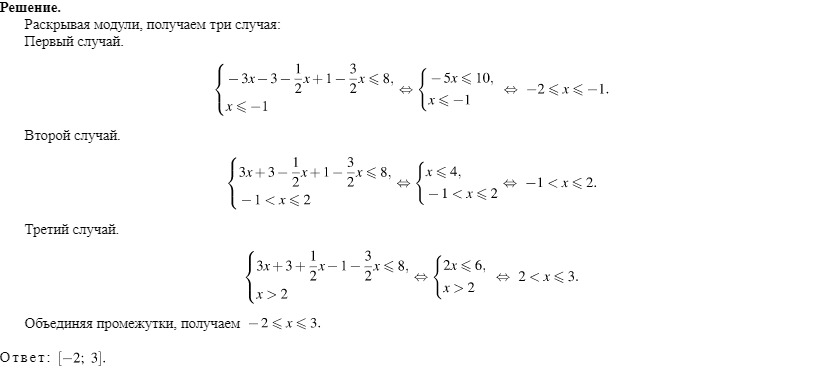 Решение.
Раскрывая модули, получаем три случая:
Первый случай.
{ −3x−3−1/2x+1−3/2x⩽8, x⩽−1 ⇔ { −5x⩽10, x⩽−1 ⇔ −2⩽x⩽−1.
Второй случай.
{ 3x+3−1/2x+1−3/2x⩽8, −1<x⩽2 ⇔ { x⩽4, −1<x⩽2 ⇔ −1<x⩽2.
Третий случай.
{ 3x+3+1/2x−1−3/2x⩽8, x>2 ⇔ { 2x⩽6, x>2 ⇔ 2<x⩽3.
Объединяя промежутки, получаем −2⩽x⩽3.
Ответ: [−2; 3].